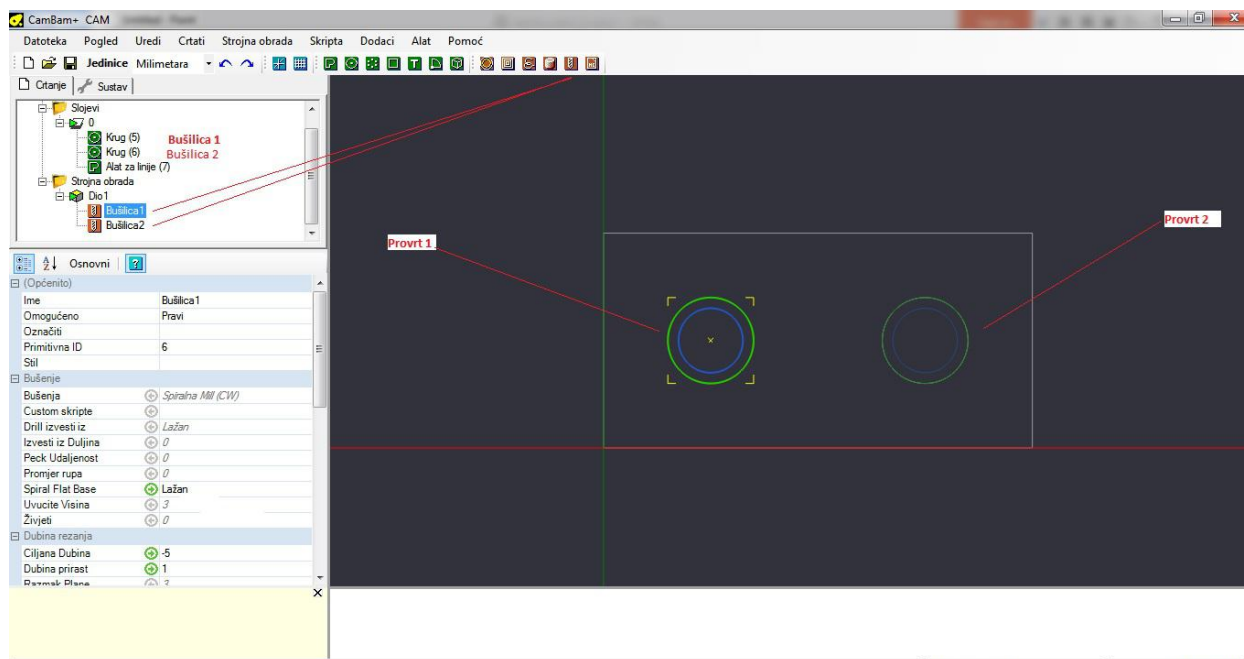 CamBam+ CAM
Datoteka Pogled Uredi Crtati Strojna obrada Skripta Dodaci Alat Pomoć
Jedinice Milimetara
Crtanje Sustav
Slojevi
0
Krug (5) Bušilica 1
Krug (6) Bušilica 2
Alat za linije (7)
Strojna obrada
Dio1
Bušilica1
Bušilica2
Provrt 1
Provrt 2
Osnovni
(Općenito)
Ime Bušilica1
Omogućeno Pravi
Označiti
Primitivna ID 6
Stil
Bušenje
Bušenja Spiralna Mill (CW)
Custom skripte
Drill izvesti iz Lažan
Izvesti iz Duljina 0
Peck Udaljenost 0
Promjer rupa 0
Spiral Flat Base Lažan
Uvucite Visina 3
Živjeti 0
Dubina rezanja
Ciljana Dubina -5
Dubina prirast 1
Razmak Plane 3